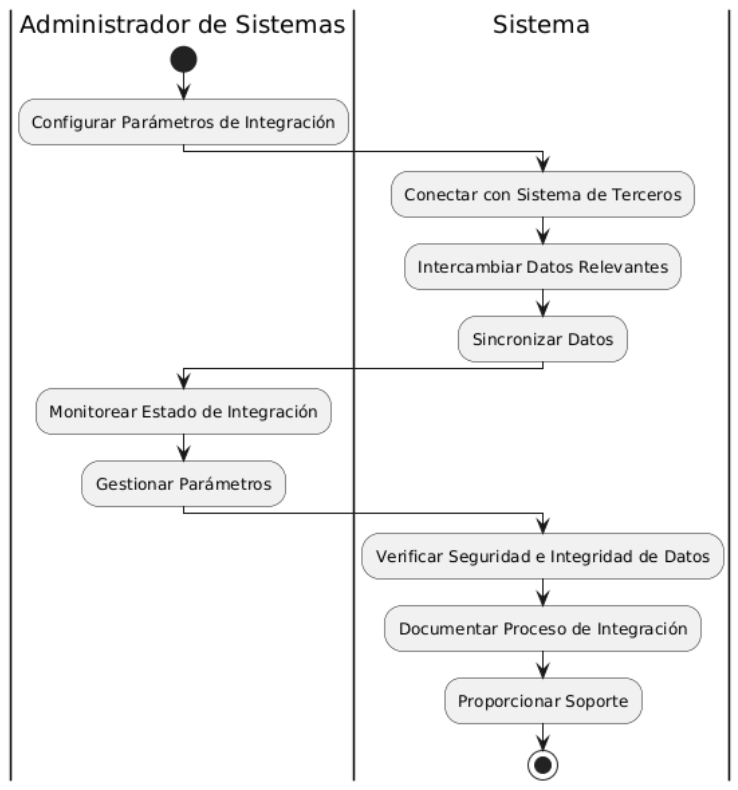 Administrador de Sistemas
Sistema
Configurar Parámetros de Integración
Conectar con Sistema de Terceros
Intercambiar Datos Relevantes
Sincronizar Datos
Monitorear Estado de Integración
Gestionar Parámetros
Verificar Seguridad e Integridad de Datos
Documentar Proceso de Integración
Proporcionar Soporte